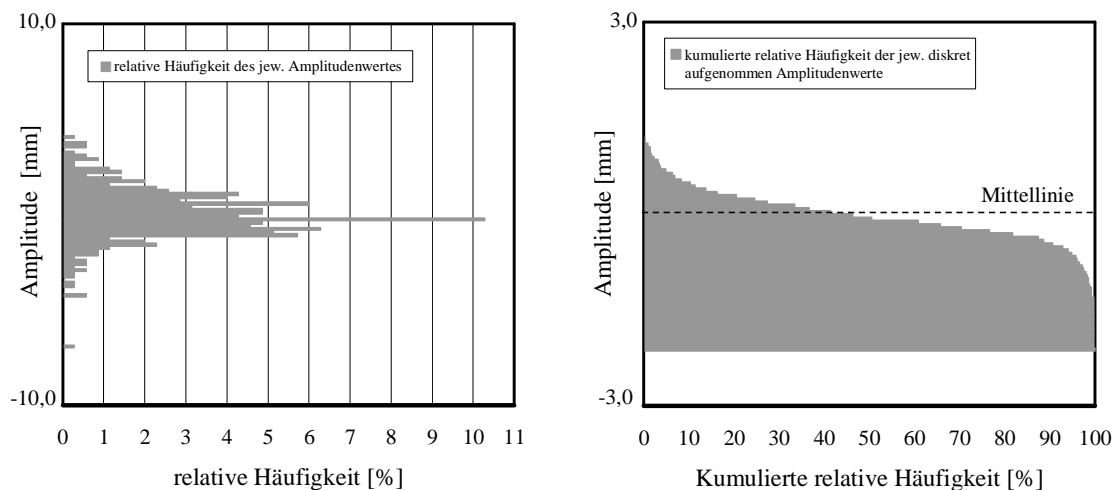 10,0
relative Häufigkeit des jew. Amplitudenwertes
Amplitude [mm]
-10,0
0 1 2 3 4 5 6 7 8 9 10 11
relative Häufigkeit [%]
3,0
kumulierte relative Häufigkeit der jew. diskret
aufgenommen Amplitudenwerte
Amplitude [mm]
Mittellinie
-3,0
0 10 20 30 40 50 60 70 80 90 100
Kumulierte relative Häufigkeit [%]